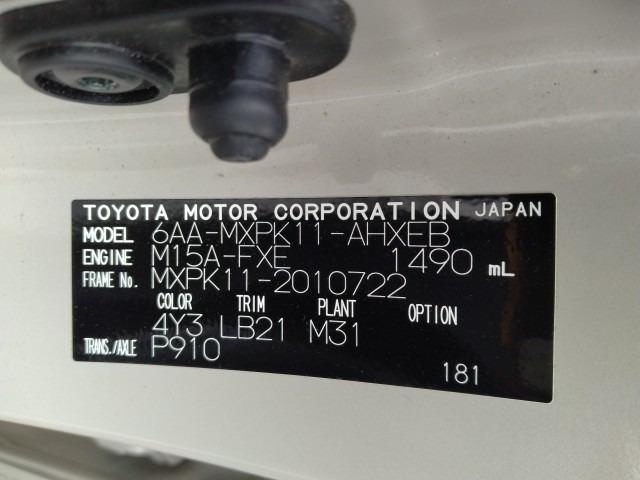 TOYOTA MOTOR CORPORATION JAPAN
MODEL 6AA-MXPK11-AHXEB
ENGINE M15A-FXE 1490 mL
FRAME No. MXPK11-2010722
COLOR TRIM PLANT OPTION
4Y3 LB21 M31
TRANS./AXLE P910
181